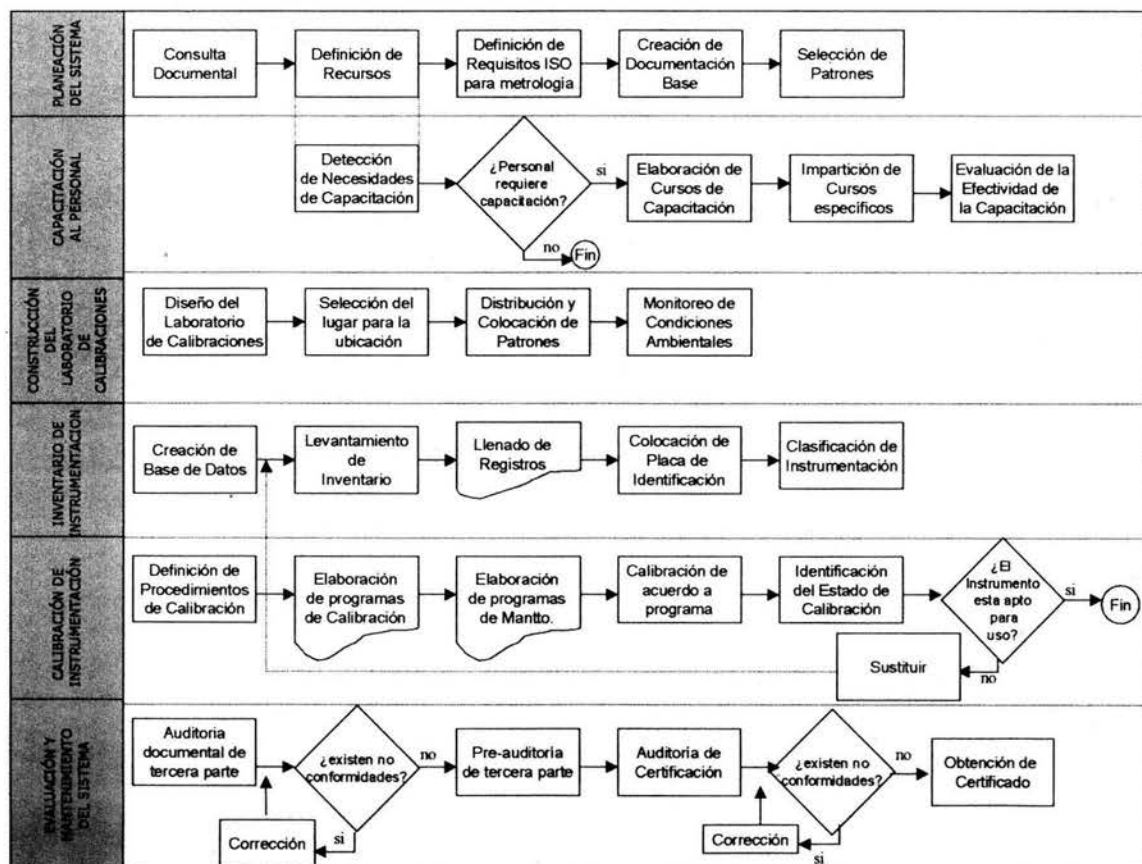 PLANEACIÓN
DEL SISTEMA
Consulta
Documental
Definición de
Recursos
Definición de
Requisitos ISO
para metrología
Creación de
Documentación
Base
Selección de
Patrones
CAPACITACIÓN
AL PERSONAL
Detección
de Necesidades
de Capacitación
¿Personal
requiere
capacitación?
si
no
Fin
Elaboración de
Cursos de
Capacitación
Impartición de
Cursos
específicos
Evaluación de la
Efectividad de
la Capacitación
CONSTRUCCIÓN
DEL
LABORATORIO
DE
CALIBRACIONES
Diseño del
Laboratorio
de Calibraciones
Selección del
lugar para la
ubicación
Distribución y
Colocación de
Patrones
Monitoreo de
Condiciones
Ambientales
INVENTARIO DE
INSTRUMENTACION
Creación de
Base de Datos
Levantamiento
de
Inventario
Llenado de
Registros
Colocación de
Placa de
Identificación
Clasificación de
Instrumentación
CALIBRACIÓN DE
INSTRUMENTACIÓN
Definición de
Procedimientos
de Calibración
Elaboración
de programas
de Calibración
Elaboración
de programas
de Mantto.
Calibración de
acuerdo a
programa
Identificación
del Estado de
Calibración
¿El
Instrumento
esta apto
para
uso?
si
Fin
no
Sustituir
EVALUACIÓN Y
MANTENIMIENTO
DEL SISTEMA
Auditoria
documental de
tercera parte
¿existen no
conformidades?
no
si
Corrección
Pre-auditoría
de tercera parte
Auditoría de
Certificación
¿existen no
conformidades?
no
si
Corrección
Obtención de
Certificado